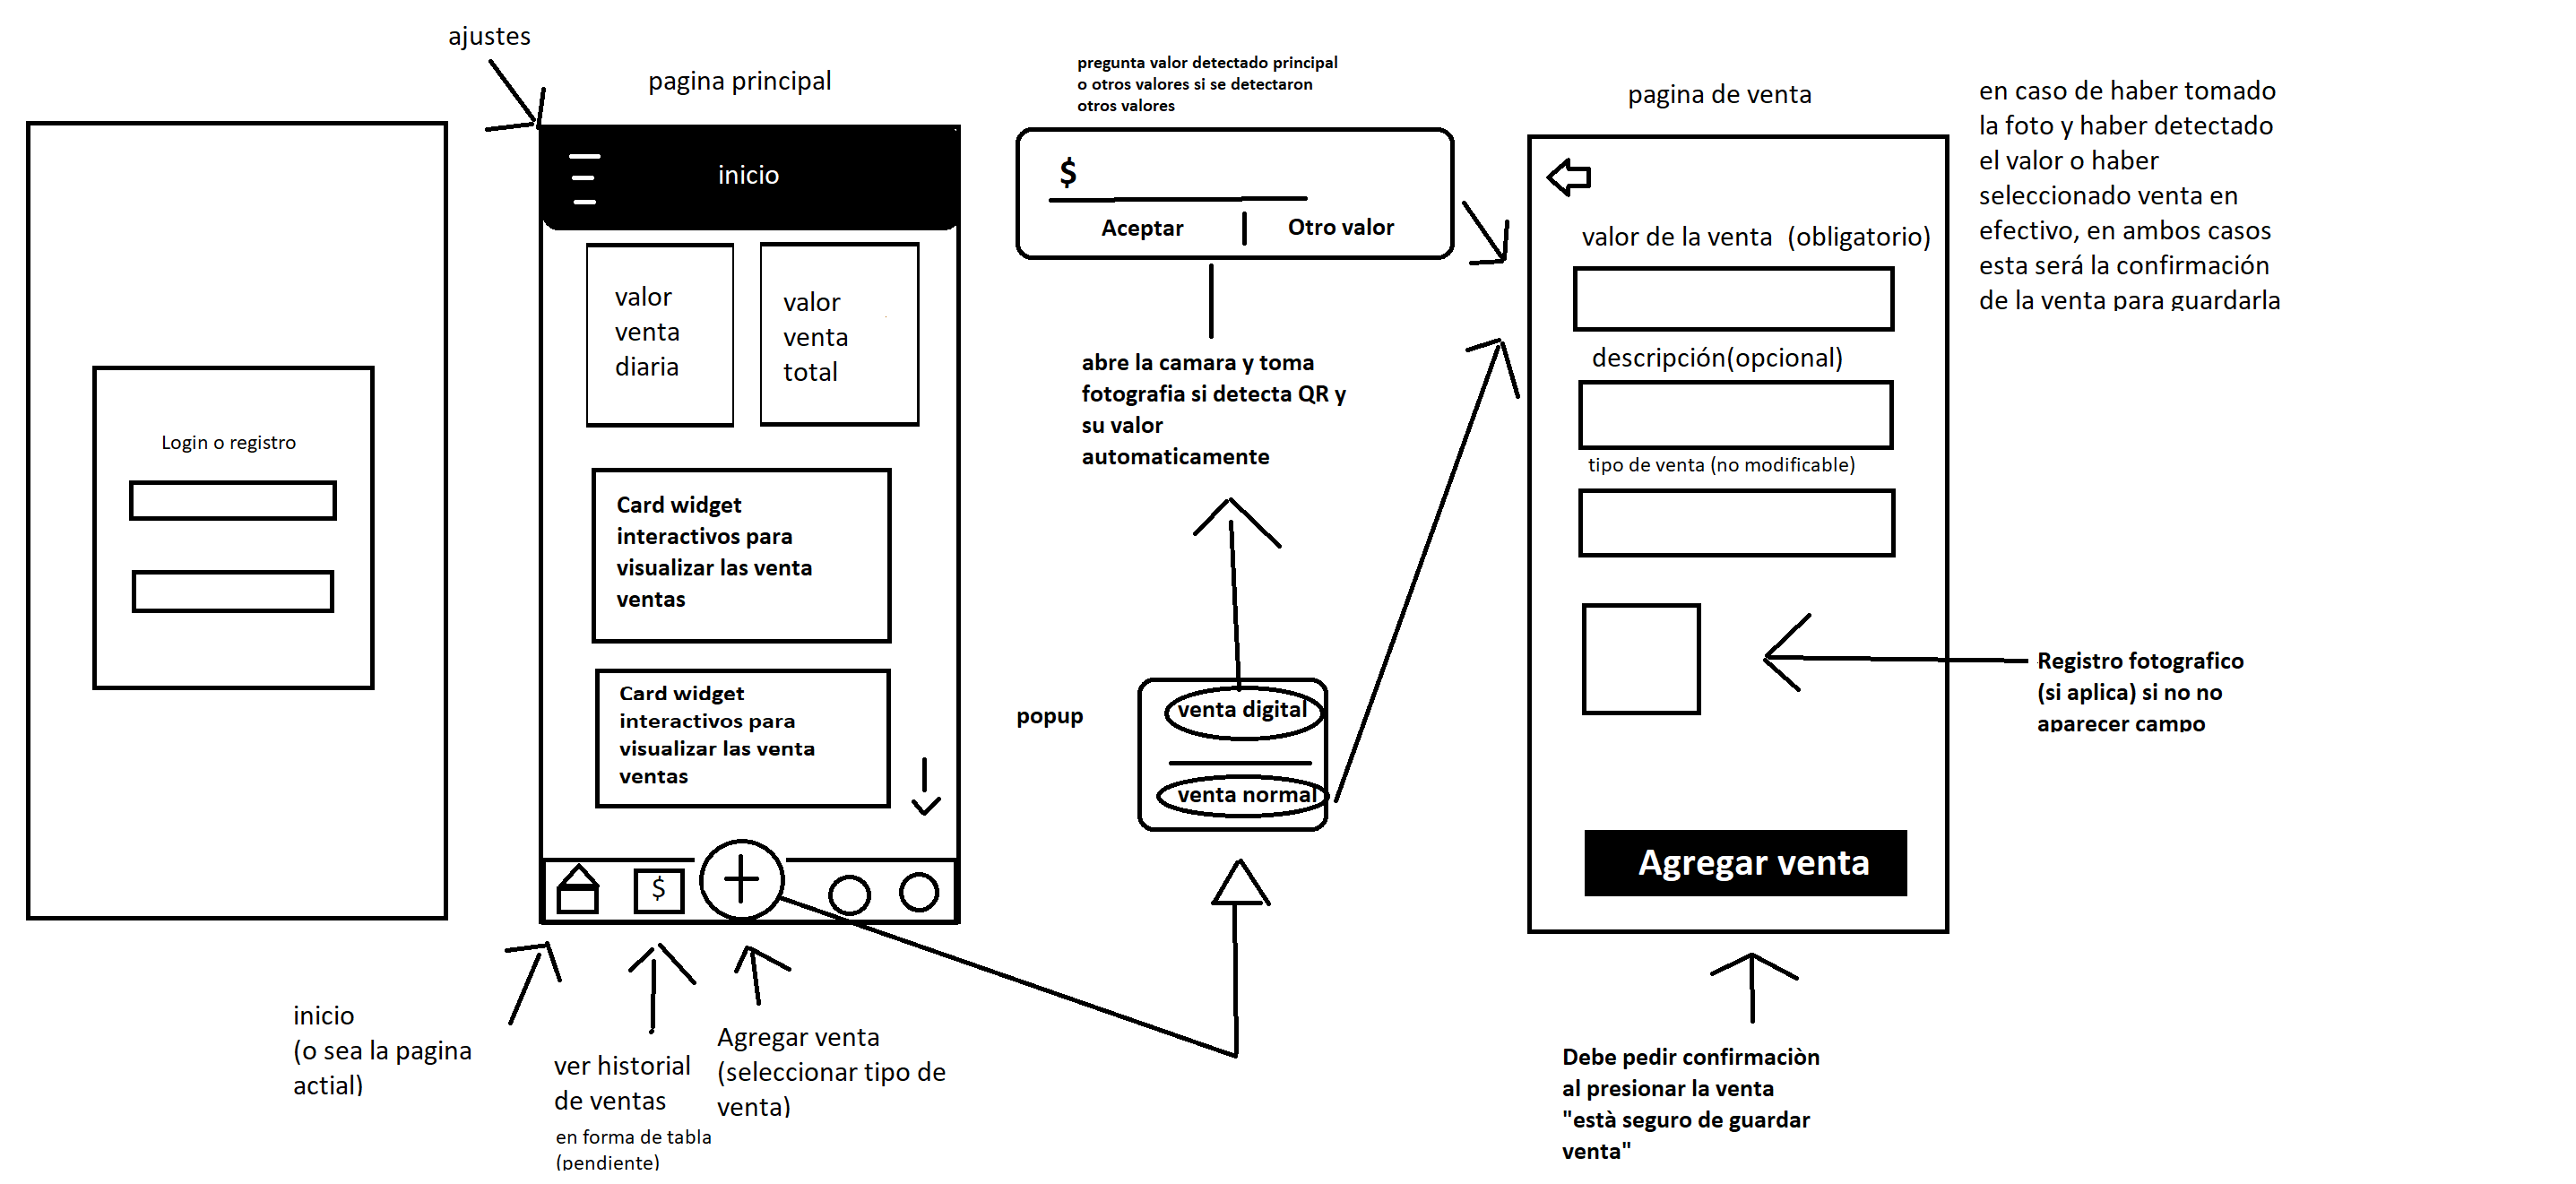 ajustes
pagina principal
Login o registro
inicio
valor
venta
diaria
valor
venta
total
Card widget
interactivos para
visualizar las venta
ventas
Card widget
interactivos para
visualizar las venta
ventas
$
inicio
(o sea la pagina
actial)
ver historial
de ventas
en forma de tabla
(pendiente)
Agregar venta
(seleccionar tipo de
venta)
pregunta valor detectado principal
o otros valores si se detectaron
otros valores
$
Aceptar
Otro valor
abre la camara y toma
fotografia si detecta QR y
su valor
automaticamente
popup
venta digital
venta normal
pagina de venta
valor de la venta (obligatorio)
descripción(opcional)
tipo de venta (no modificable)
Agregar venta
Debe pedir confirmaciòn
al presionar la venta
"està seguro de guardar
venta"
en caso de haber tomado
la foto y haber detectado
el valor o haber
seleccionado venta en
efectivo, en ambos casos
esta será la confirmación
de la venta para guardarla
Registro fotografico
(si aplica) si no no
aparecer campo